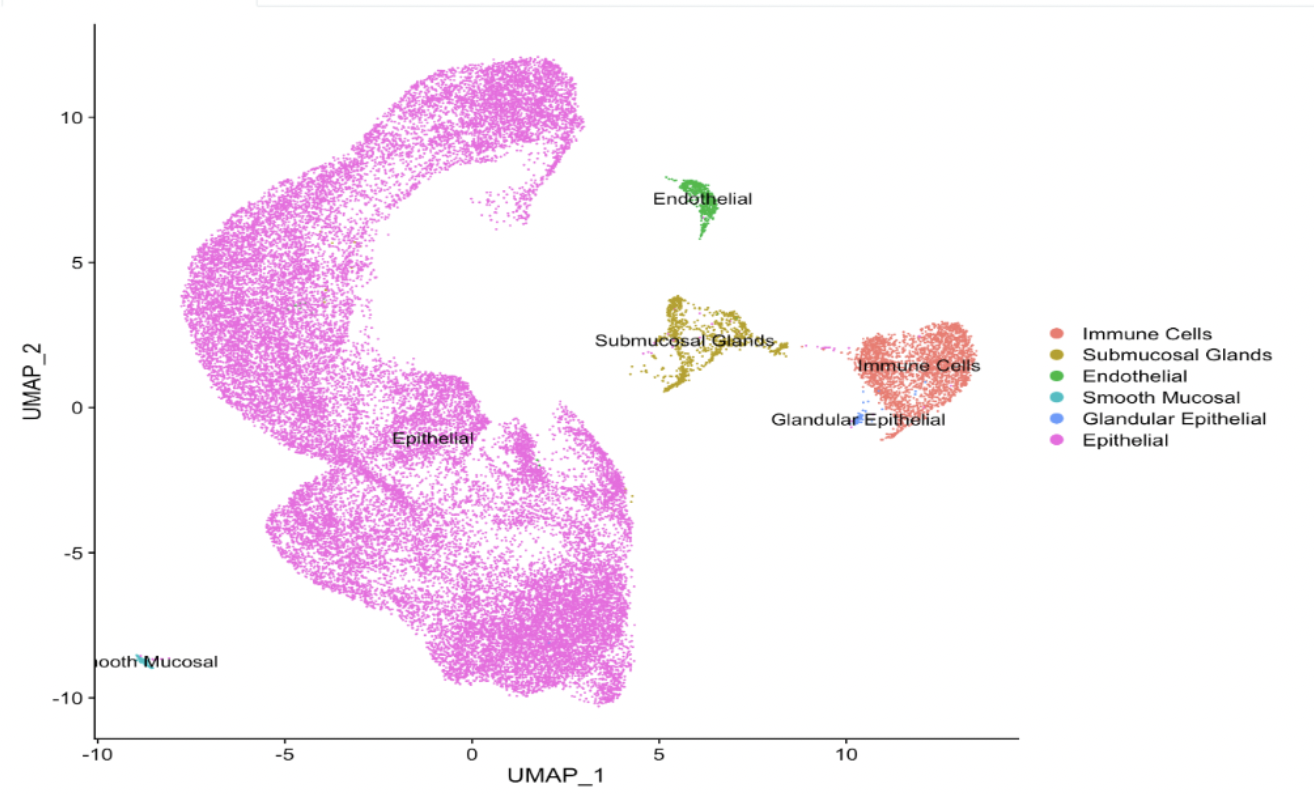 10
5
0
-5
-10
UMAP_2
Endothelial
Submucosal Glands
Immune Cells
Glandular Epithelial
Epithelial
ooth Mucosal
-10
-5
0
5
10
UMAP_1
Immune Cells
Submucosal Glands
Endothelial
Smooth Mucosal
Glandular Epithelial
Epithelial